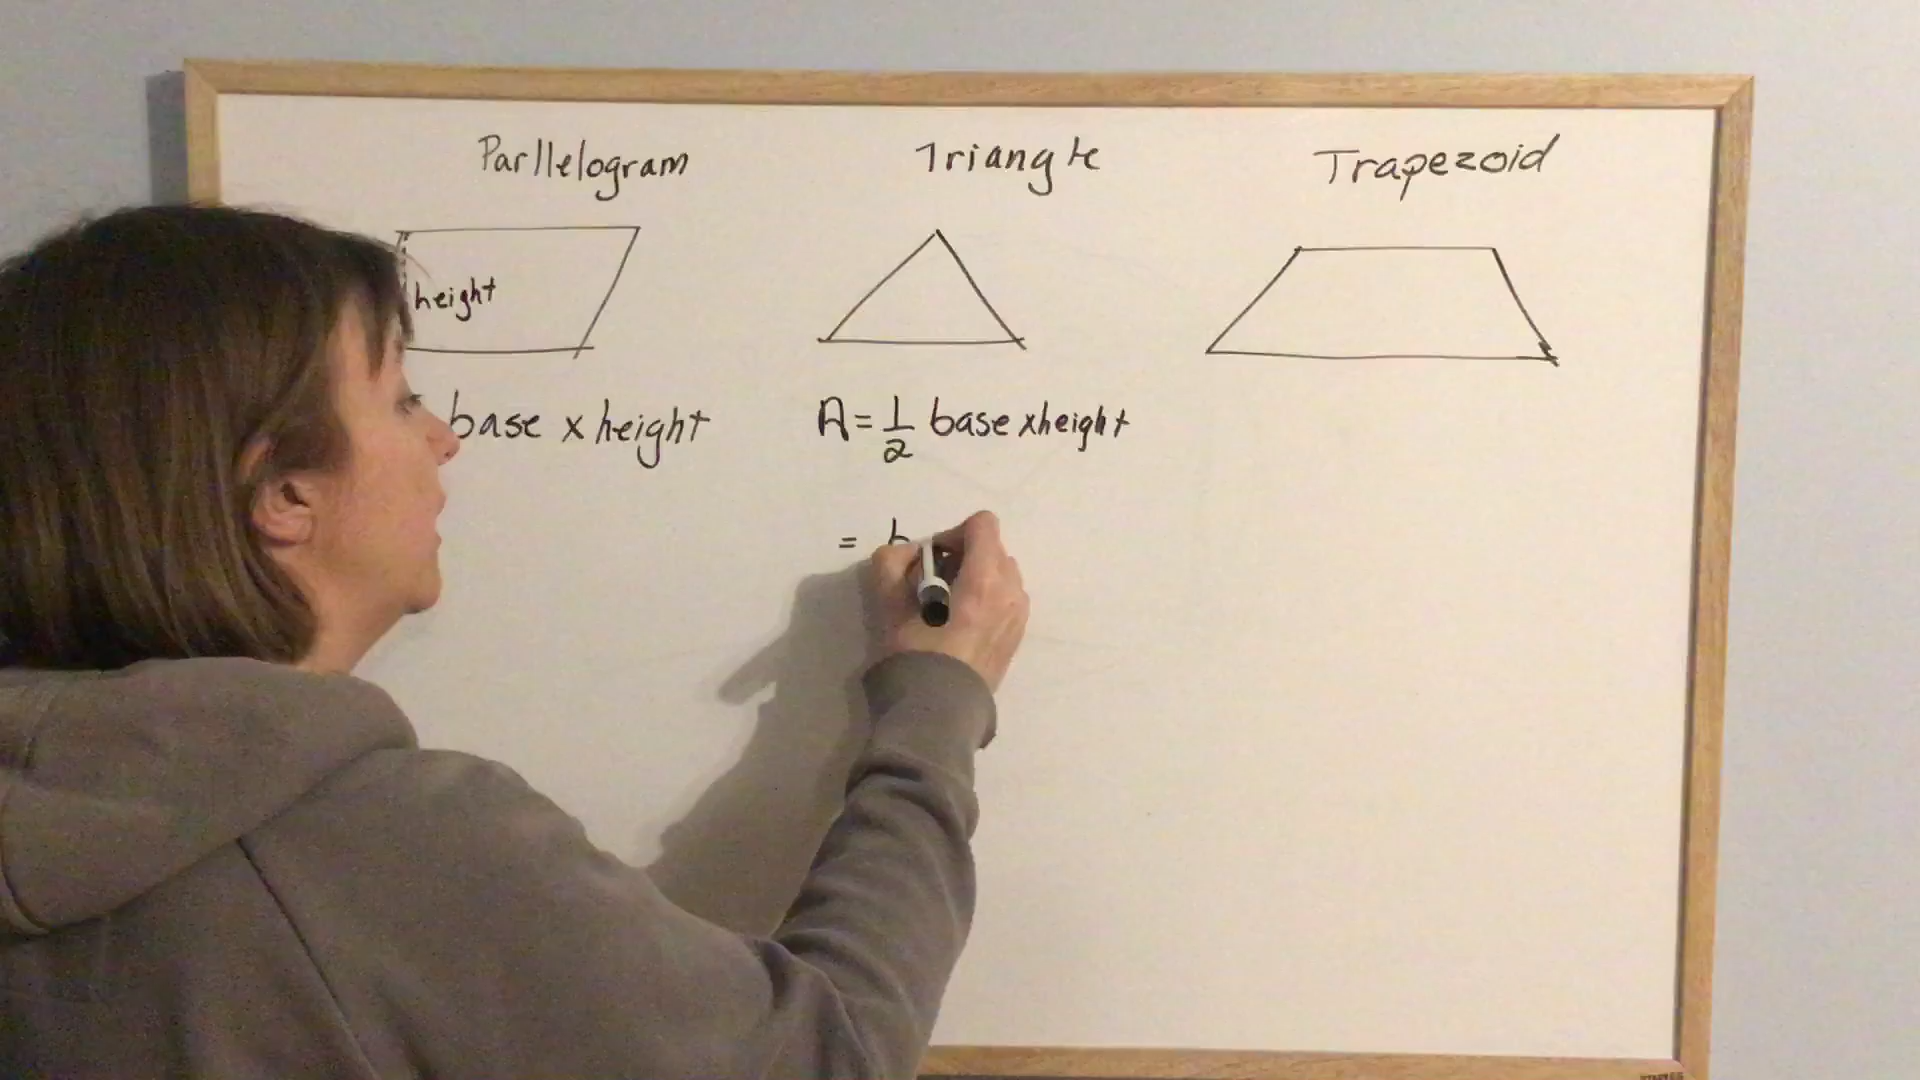 Parllelogram
Triangle
Trapezoid
height
base x height
A = 1/2 base x height
= b